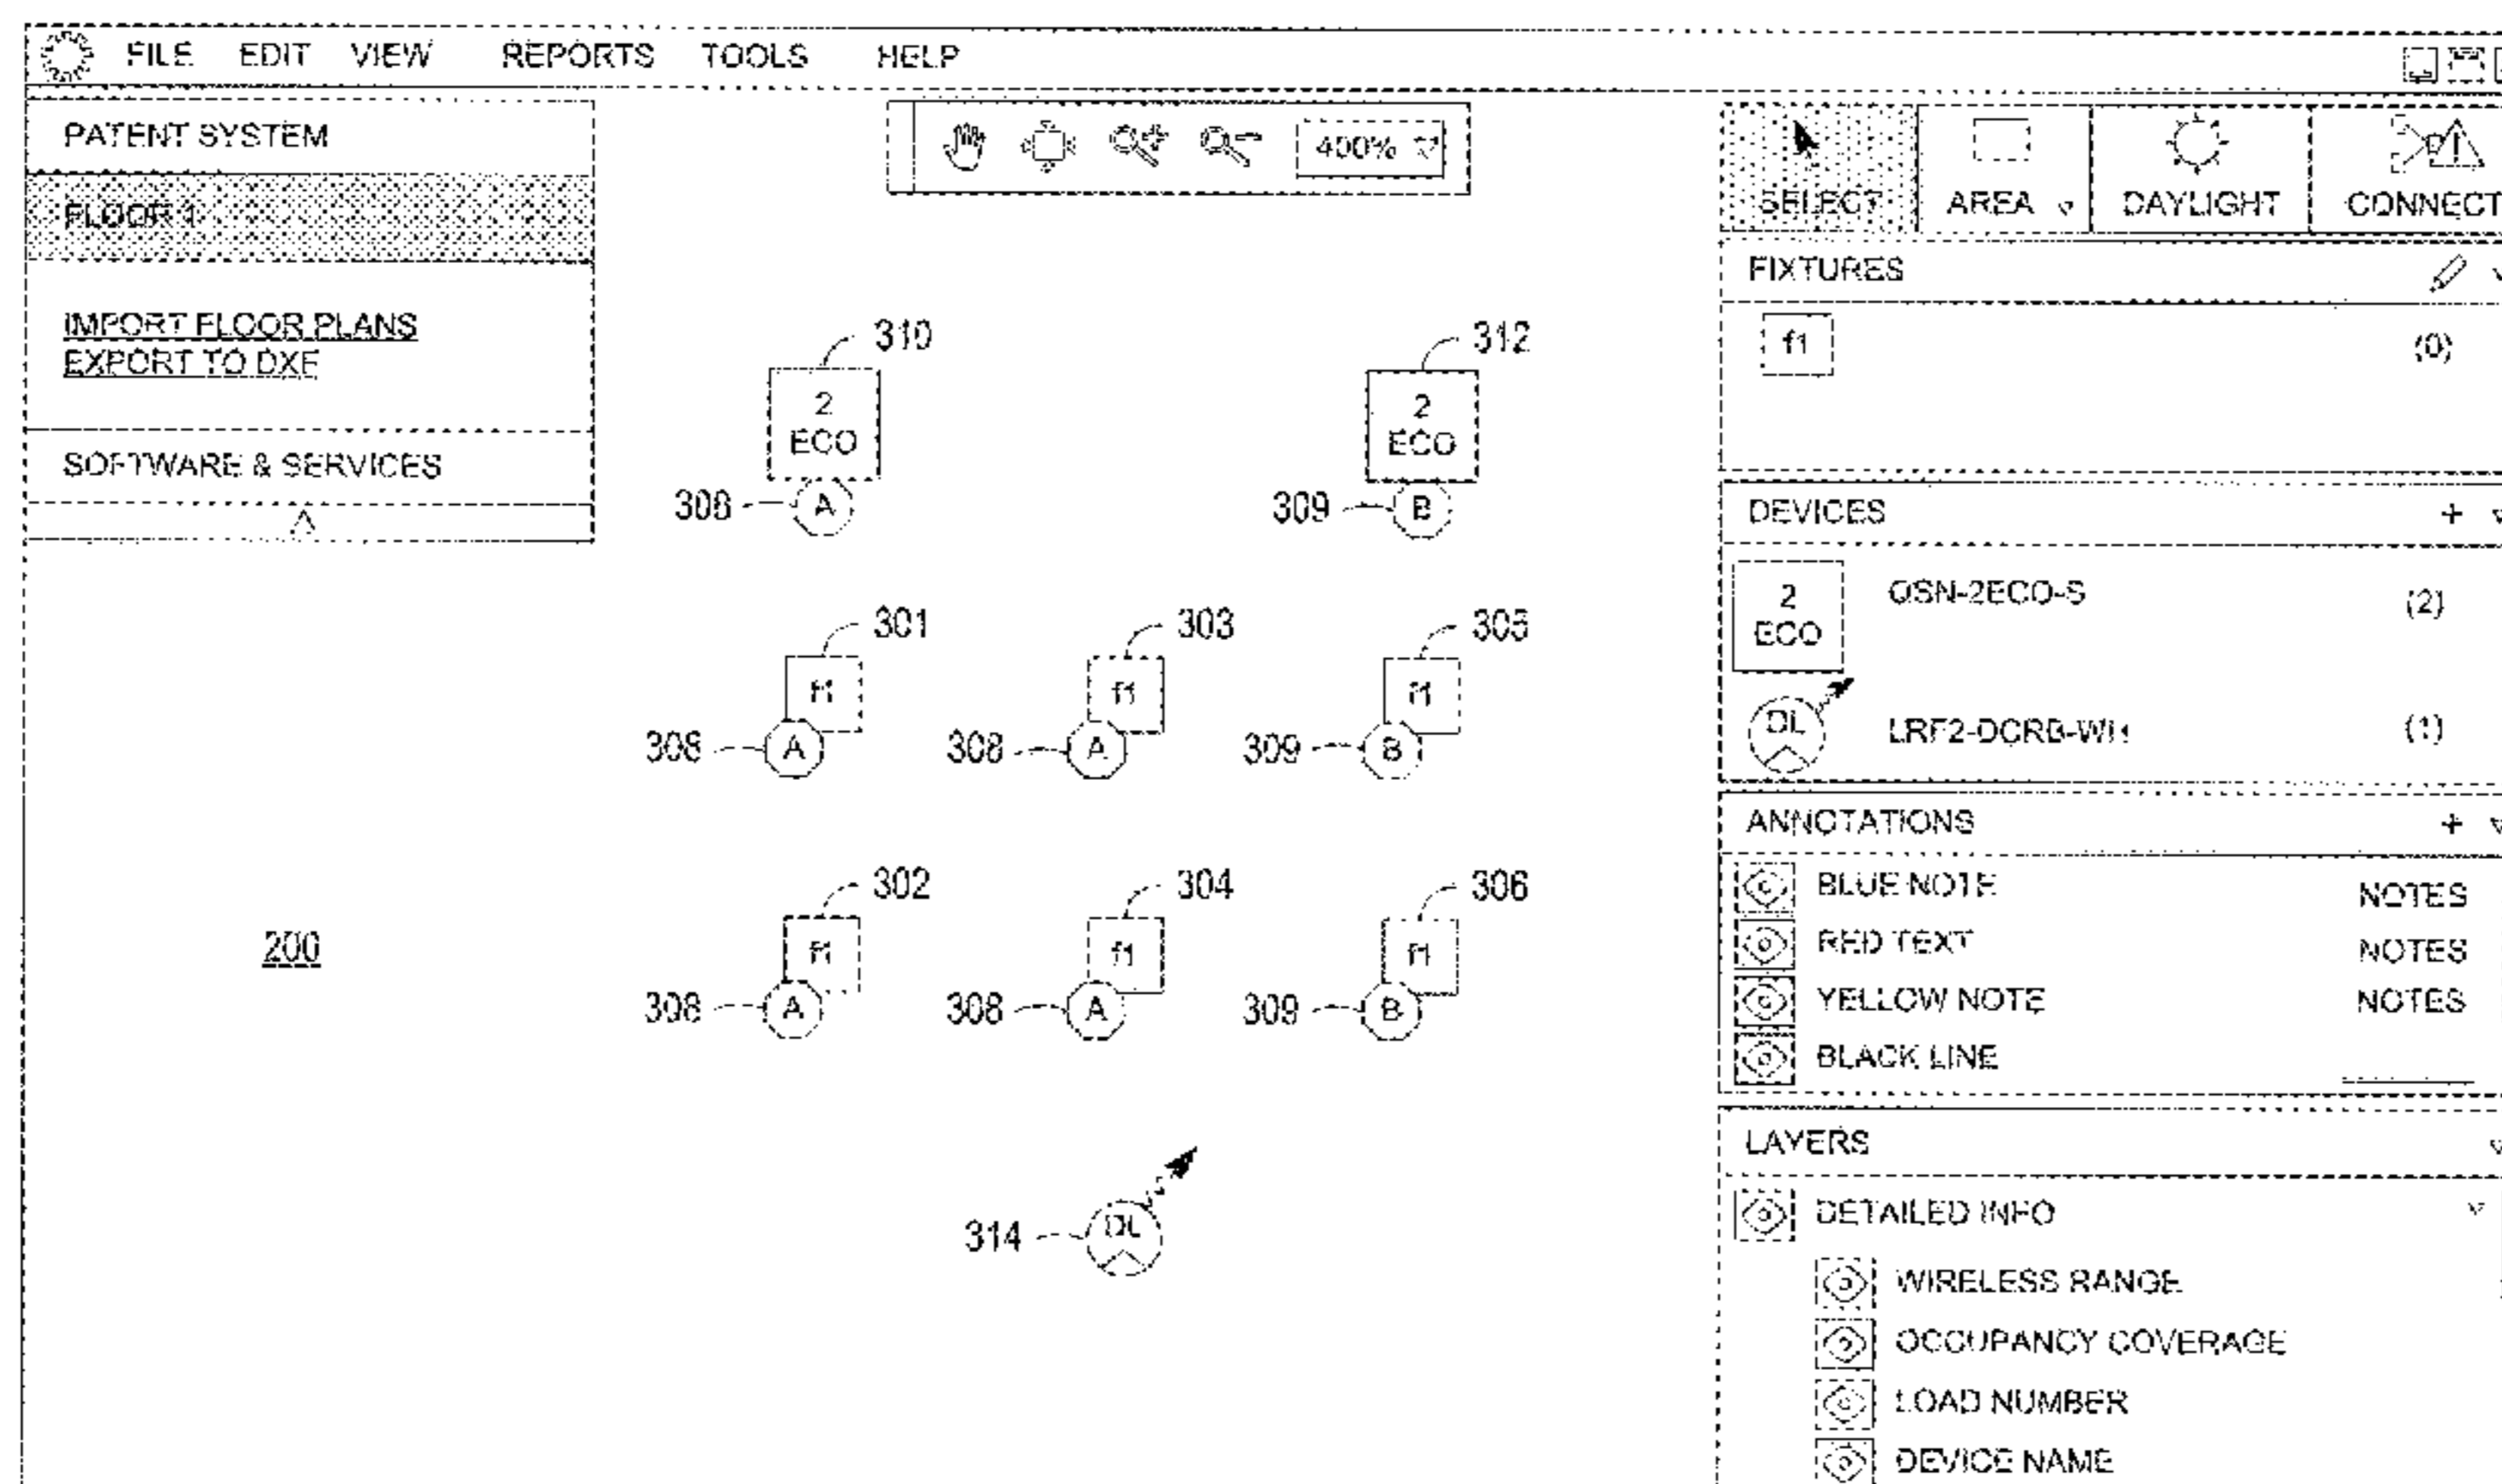 FILE EDIT VIEW REPORTS TOOLS HELP
PATENT SYSTEM
FLOOR 1
IMPORT FLOOR PLANS
EXPORT TO DXF
SOFTWARE & SERVICES
400%
SELECT AREA DAYLIGHT CONNECT
310
2
ECO
308 A
312
2
ECO
309 B
301
f1
308 A
303
f1
308 A
305
f1
309 B
302
f1
308 A
304
f1
308 A
306
f1
309 B
200
314 DL
FIXTURES
f1 (0)
DEVICES +
2
ECO
QSN-2ECO-S (2)
DL LRF2-DCRB-WH (1)
ANNOTATIONS +
BLUE NOTE NOTES
RED TEXT NOTES
YELLOW NOTE NOTES
BLACK LINE
LAYERS
DETAILED INFO
WIRELESS RANGE
OCCUPANCY COVERAGE
LOAD NUMBER
DEVICE NAME